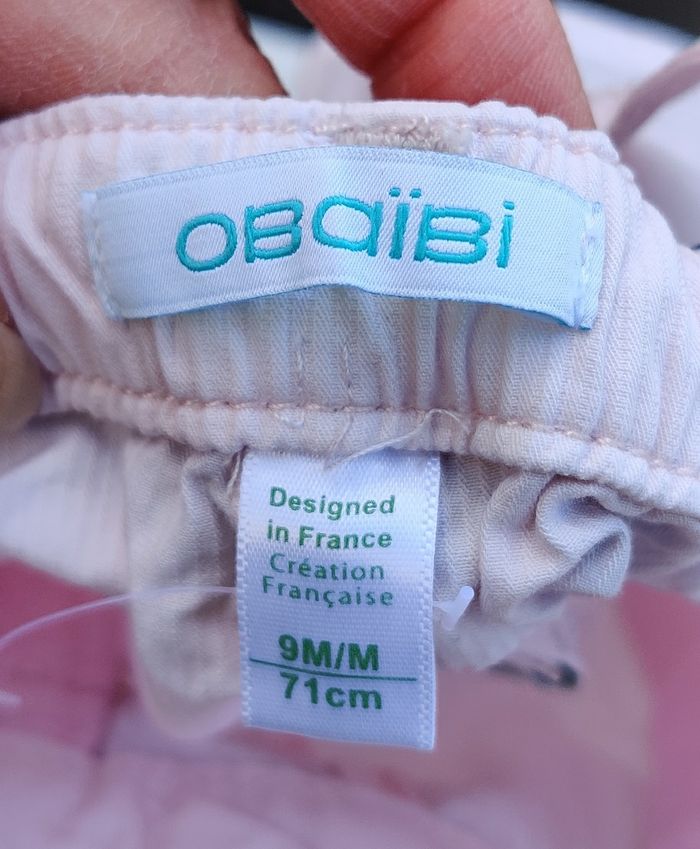 OBaïBi
Designed
in France
Création
Française
9M/M
71cm